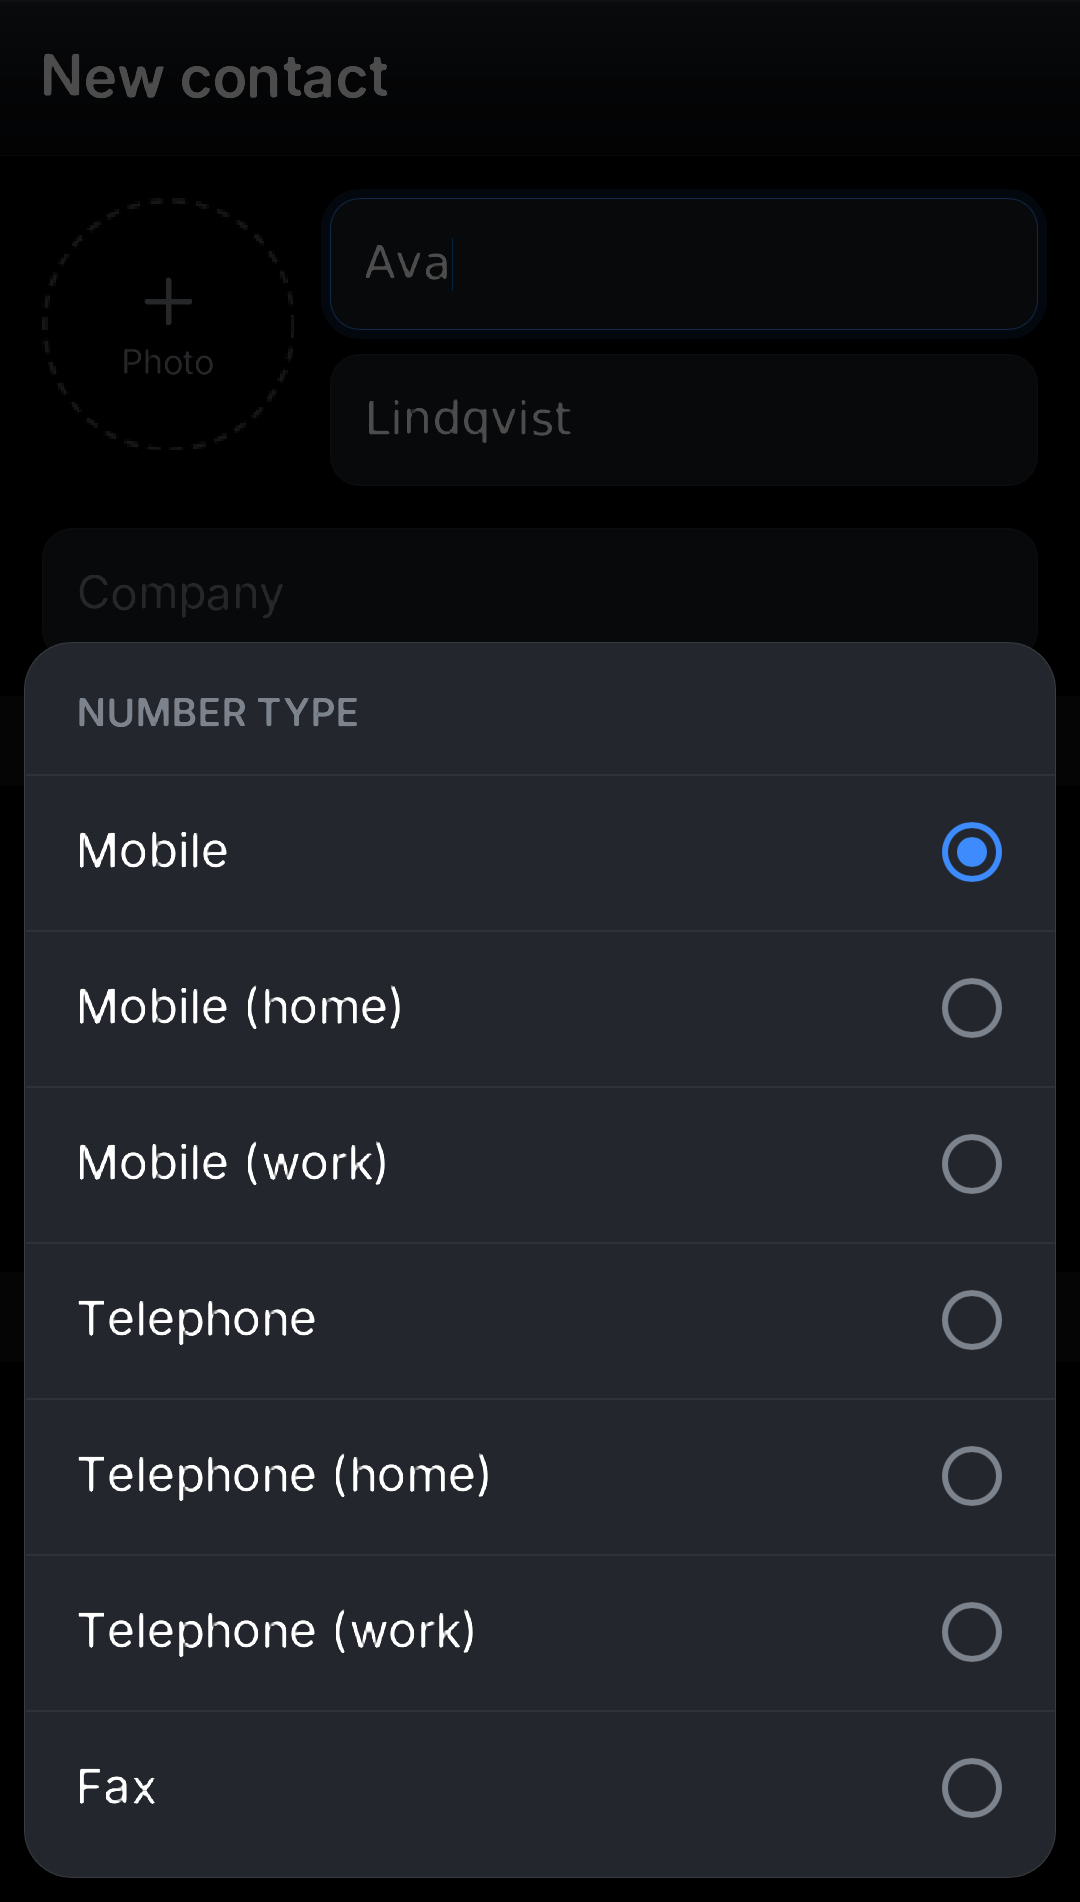 New contact
Ava
Photo
Lindqvist
Company
NUMBER TYPE
Mobile
Mobile (home)
Mobile (work)
Telephone
Telephone (home)
Telephone (work)
Fax